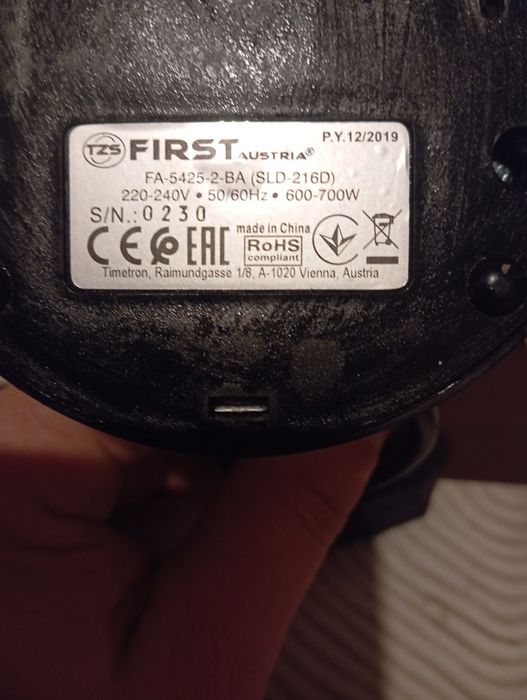 TZS FIRST AUSTRIA® P.Y.12/2019
FA-5425-2-BA (SLD-216D)
220-240V • 50/60Hz • 600-700W
S/N.: 0230
made in China
CE EAC RoHS
compliant
Timetron, Raimundgasse 1/8, A-1020 Vienna, Austria